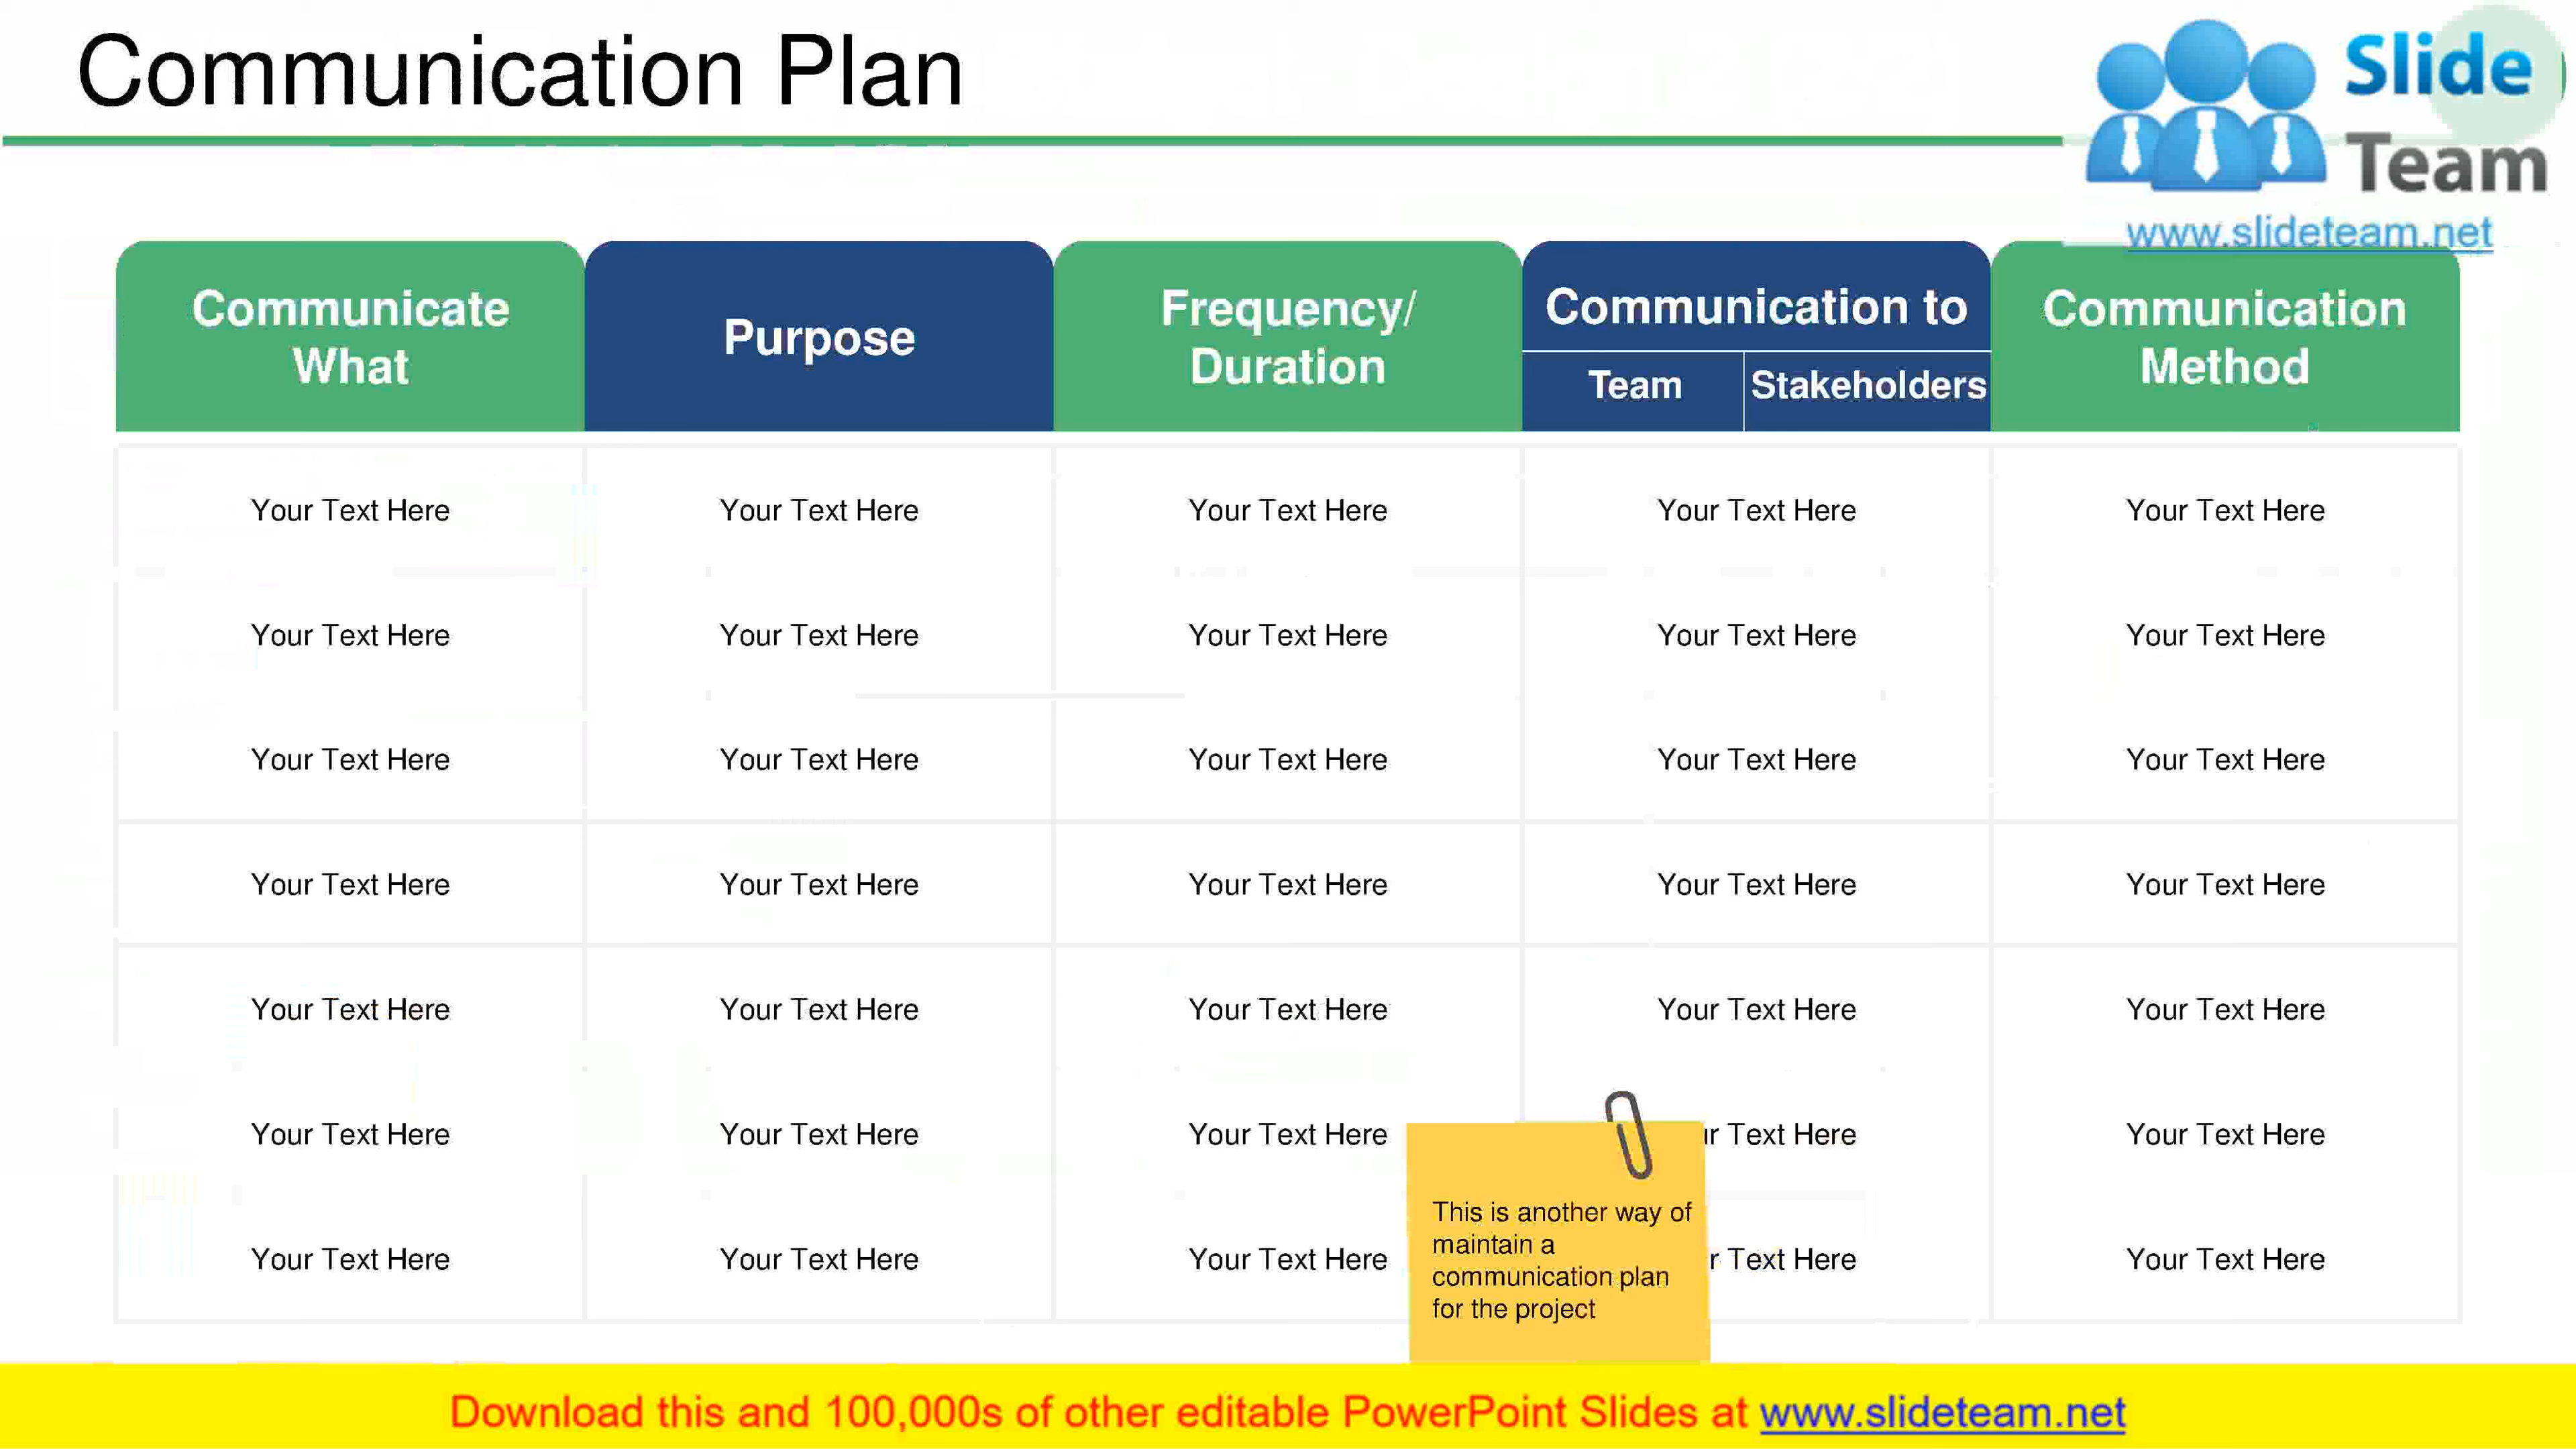 Communication Plan
Slide
Team
www.slideteam.net
Communicate
What
Purpose
Frequency/
Duration
Communication to
Team Stakeholders
Communication
Method
Your Text Here Your Text Here Your Text Here Your Text Here Your Text Here
Your Text Here Your Text Here Your Text Here Your Text Here Your Text Here
Your Text Here Your Text Here Your Text Here Your Text Here Your Text Here
Your Text Here Your Text Here Your Text Here Your Text Here Your Text Here
Your Text Here Your Text Here Your Text Here Your Text Here Your Text Here
Your Text Here Your Text Here Your Text Here Text Here Your Text Here
Your Text Here Your Text Here Your Text Here Text Here Your Text Here
This is another way of
maintain a
communication plan
for the project
Download this and 100,000s of other editable PowerPoint Slides at www.slideteam.net